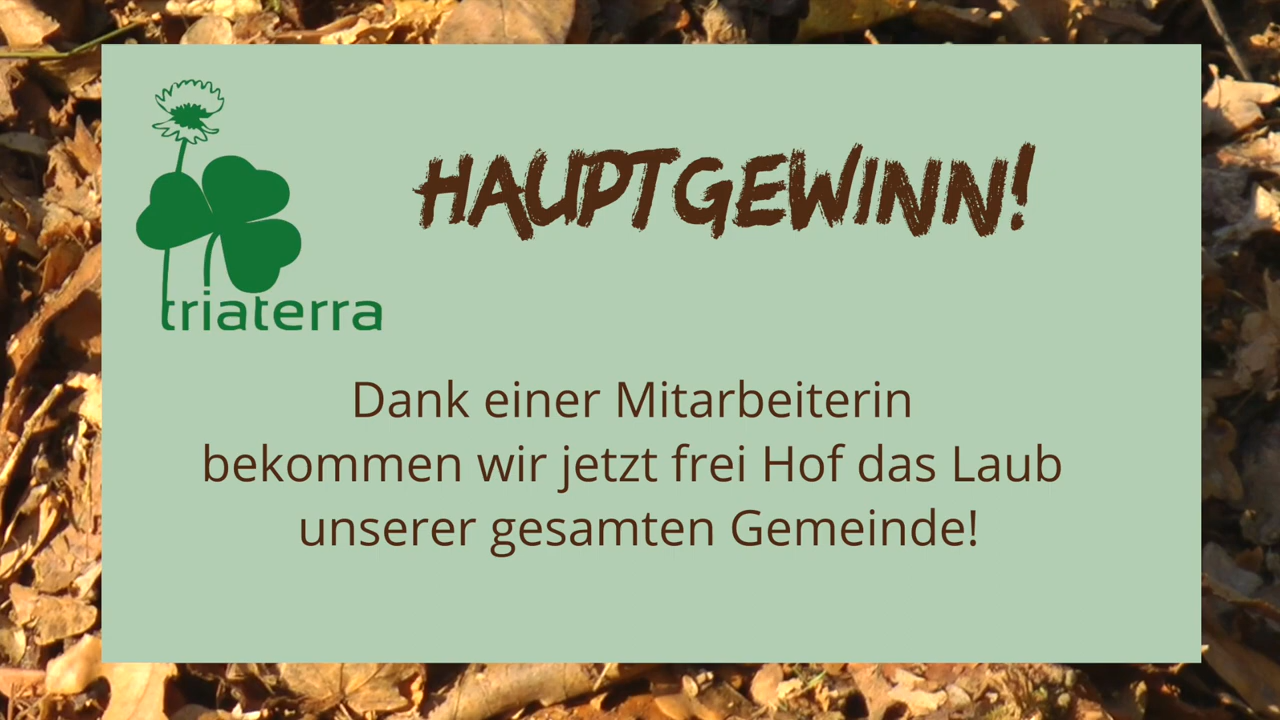 HAUPTGEWINN!
triaterra
Dank einer Mitarbeiterin
bekommen wir jetzt frei Hof das Laub
unserer gesamten Gemeinde!